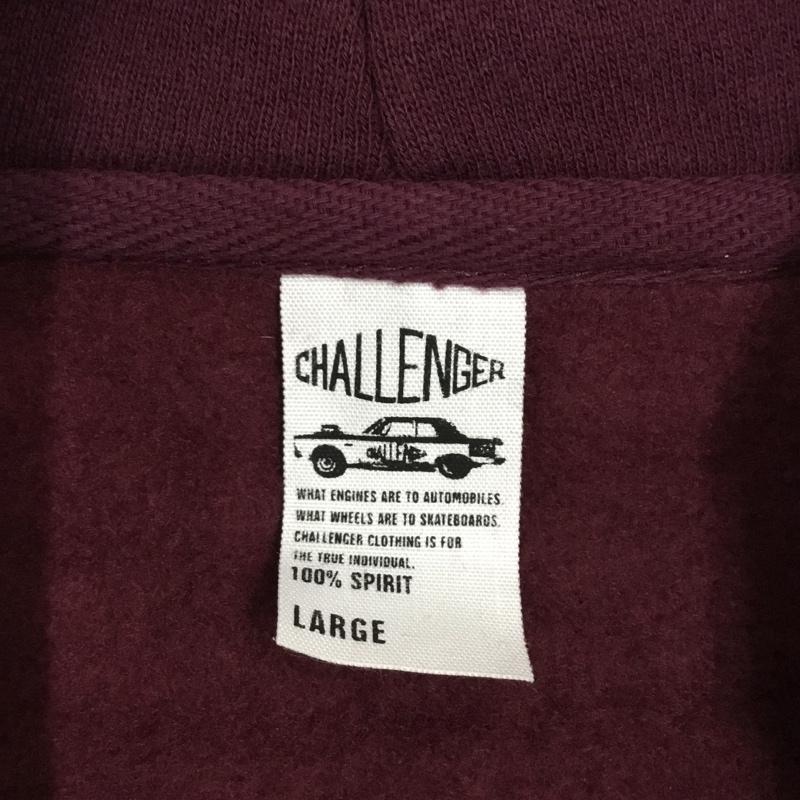 CHALLENGER
CHALLENGER
WHAT ENGINES ARE TO AUTOMOBILES.
WHAT WHEELS ARE TO SKATEBOARDS.
CHALLENGER CLOTHING IS FOR
THE TRUE INDIVIDUAL.
100% SPIRIT
LARGE